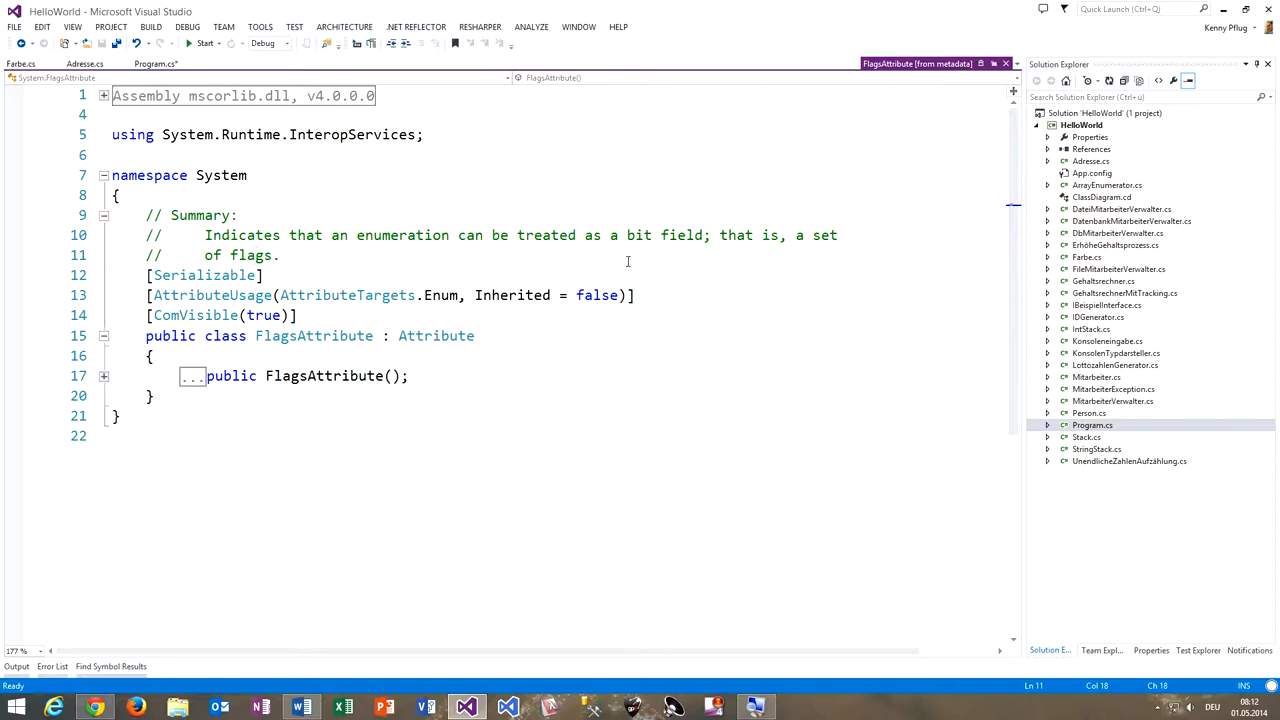 HelloWorld - Microsoft Visual Studio
Quick Launch (Ctrl+Q)
FILE EDIT VIEW PROJECT BUILD DEBUG TEAM TOOLS TEST ARCHITECTURE .NET REFLECTOR RESHARPER ANALYZE WINDOW HELP
Kenny Pflug
Start Debug
Farbe.cs Adresse.cs Program.cs*
FlagsAttribute [from metadata]
System.FlagsAttribute
FlagsAttribute()
1 Assembly mscorlib.dll, v4.0.0.0
4
5 using System.Runtime.InteropServices;
6
7 namespace System
8 {
9 // Summary:
10 // Indicates that an enumeration can be treated as a bit field; that is, a set
11 // of flags.
12 [Serializable]
13 [AttributeUsage(AttributeTargets.Enum, Inherited = false)]
14 [ComVisible(true)]
15 public class FlagsAttribute : Attribute
16 {
17 ...public FlagsAttribute();
20 }
21 }
22
177 %
Solution Explorer
Search Solution Explorer (Ctrl+ü)
Solution 'HelloWorld' (1 project)
HelloWorld
Properties
References
Adresse.cs
App.config
ArrayEnumerator.cs
ClassDiagram.cd
DateiMitarbeiterVerwalter.cs
DatenbankMitarbeiterVerwalter.cs
DbMitarbeiterVerwalter.cs
ErhöheGehaltsprozess.cs
Farbe.cs
FileMitarbeiterVerwalter.cs
Gehaltsrechner.cs
GehaltsrechnerMitTracking.cs
IBeispielInterface.cs
IDGenerator.cs
IntStack.cs
Konsoleneingabe.cs
KonsolenTypdarsteller.cs
LottozahlenGenerator.cs
Mitarbeiter.cs
MitarbeiterException.cs
MitarbeiterVerwalter.cs
Person.cs
Program.cs
Stack.cs
StringStack.cs
UnendlicheZahlenAufzählung.cs
Solution E... Team Expl... Properties Test Explorer Notifications
Output Error List Find Symbol Results
Ready
Ln 11 Col 18 Ch 18 INS
DEU
08:12
01.05.2014